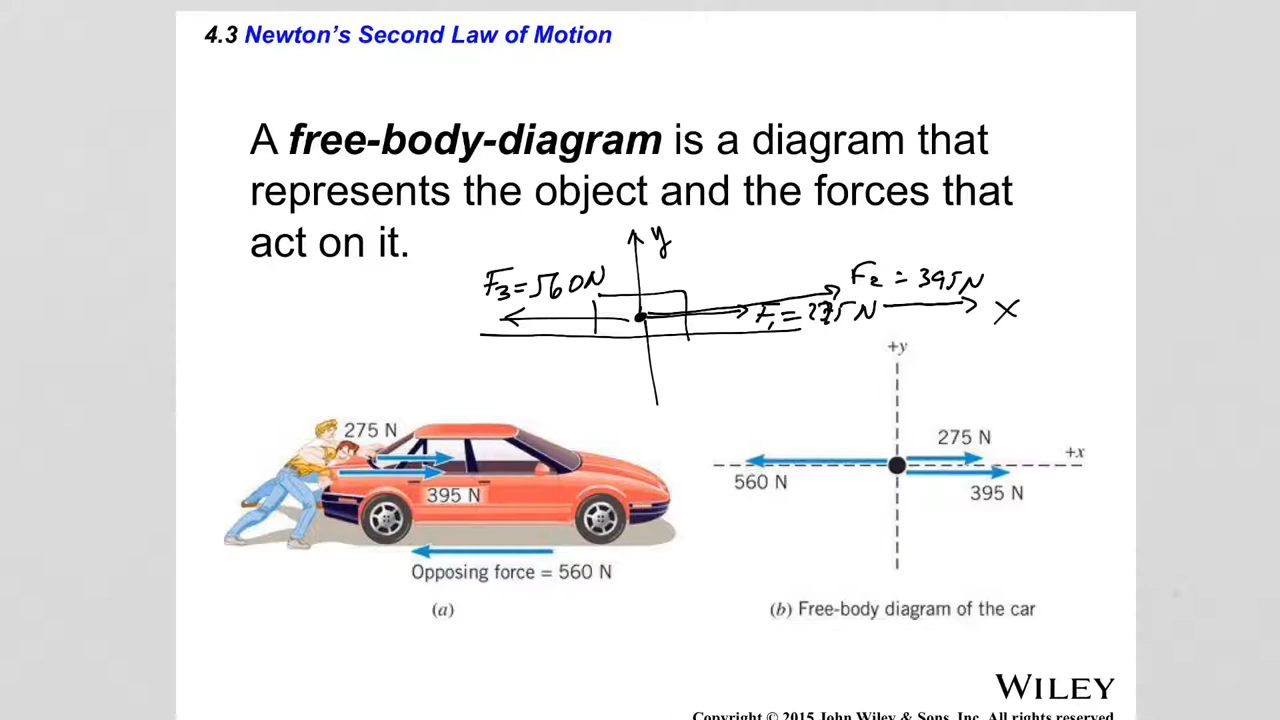 4.3 Newton's Second Law of Motion
A free-body-diagram is a diagram that
represents the object and the forces that
act on it.
y
F3 = 560N
F2 = 395N
F1 = 275N
X
+y
275 N
395 N
Opposing force = 560 N
(a)
275 N
+x
560 N
395 N
(b) Free-body diagram of the car
WILEY
Copyright © 2015 John Wiley & Sons, Inc. All rights reserved.